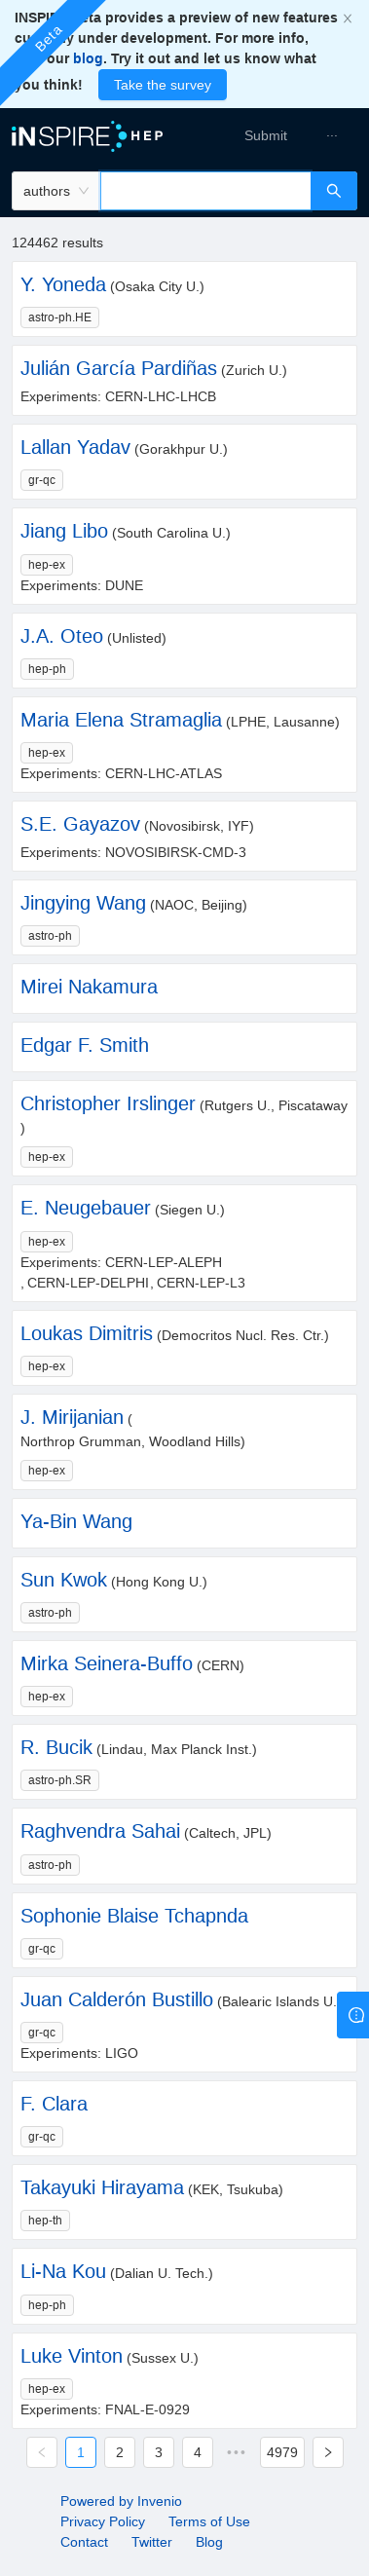 INSPIRE Beta provides a preview of new features
currently under development. For more info,
our blog. Try it out and let us know what
you think! Take the survey
Beta
INSPIRE HEP
Submit ...
authors
124462 results
Y. Yoneda (Osaka City U.)
astro-ph.HE
Julián García Pardiñas (Zurich U.)
Experiments: CERN-LHC-LHCB
Lallan Yadav (Gorakhpur U.)
gr-qc
Jiang Libo (South Carolina U.)
hep-ex
Experiments: DUNE
J.A. Oteo (Unlisted)
hep-ph
Maria Elena Stramaglia (LPHE, Lausanne)
hep-ex
Experiments: CERN-LHC-ATLAS
S.E. Gayazov (Novosibirsk, IYF)
Experiments: NOVOSIBIRSK-CMD-3
Jingying Wang (NAOC, Beijing)
astro-ph
Mirei Nakamura
Edgar F. Smith
Christopher Irslinger (Rutgers U., Piscataway
)
hep-ex
E. Neugebauer (Siegen U.)
hep-ex
Experiments: CERN-LEP-ALEPH
, CERN-LEP-DELPHI, CERN-LEP-L3
Loukas Dimitris (Democritos Nucl. Res. Ctr.)
hep-ex
J. Mirijanian (
Northrop Grumman, Woodland Hills)
hep-ex
Ya-Bin Wang
Sun Kwok (Hong Kong U.)
astro-ph
Mirka Seinera-Buffo (CERN)
hep-ex
R. Bucik (Lindau, Max Planck Inst.)
astro-ph.SR
Raghvendra Sahai (Caltech, JPL)
astro-ph
Sophonie Blaise Tchapnda
gr-qc
Juan Calderón Bustillo (Balearic Islands U.
gr-qc
Experiments: LIGO
F. Clara
gr-qc
Takayuki Hirayama (KEK, Tsukuba)
hep-th
Li-Na Kou (Dalian U. Tech.)
hep-ph
Luke Vinton (Sussex U.)
hep-ex
Experiments: FNAL-E-0929
1 2 3 4 ••• 4979
Powered by Invenio
Privacy Policy Terms of Use
Contact Twitter Blog